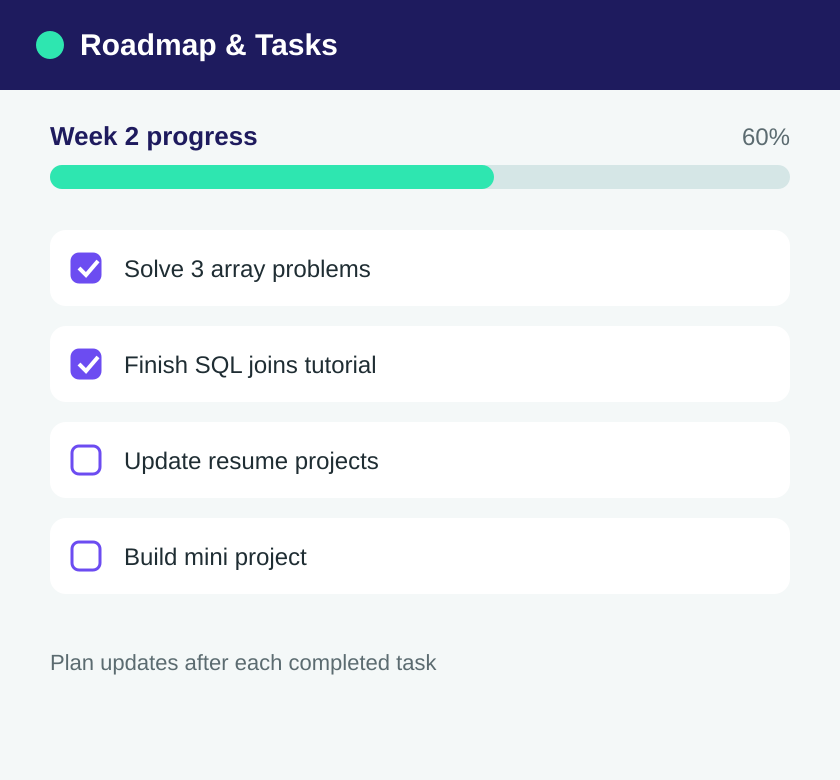 Roadmap & Tasks
Week 2 progress 60%
Solve 3 array problems
Finish SQL joins tutorial
Update resume projects
Build mini project
Plan updates after each completed task